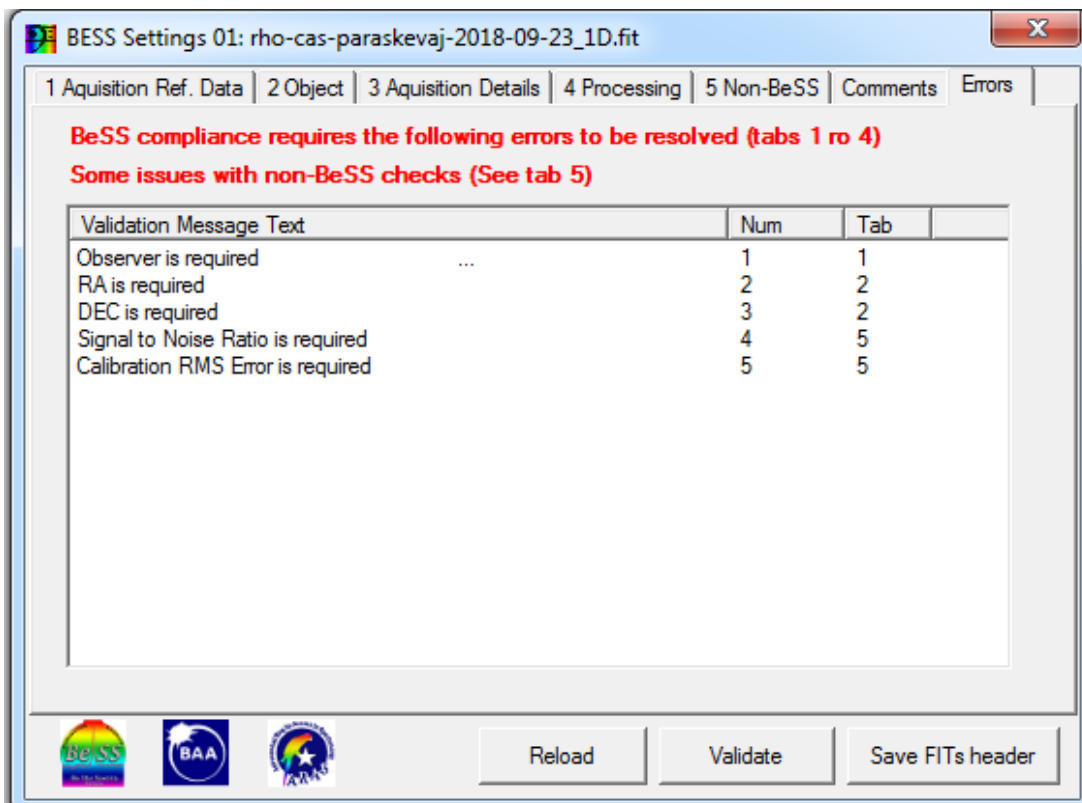 BESS Settings 01: rho-cas-paraskevaj-2018-09-23_1D.fit
1 Aquisition Ref. Data 2 Object 3 Aquisition Details 4 Processing 5 Non-BeSS Comments Errors
BeSS compliance requires the following errors to be resolved (tabs 1 ro 4)
Some issues with non-BeSS checks (See tab 5)
Validation Message Text Num Tab
Observer is required ... 1 1
RA is required 2 2
DEC is required 3 2
Signal to Noise Ratio is required 4 5
Calibration RMS Error is required 5 5
BeSS BAA ARAS Reload Validate Save FITs header